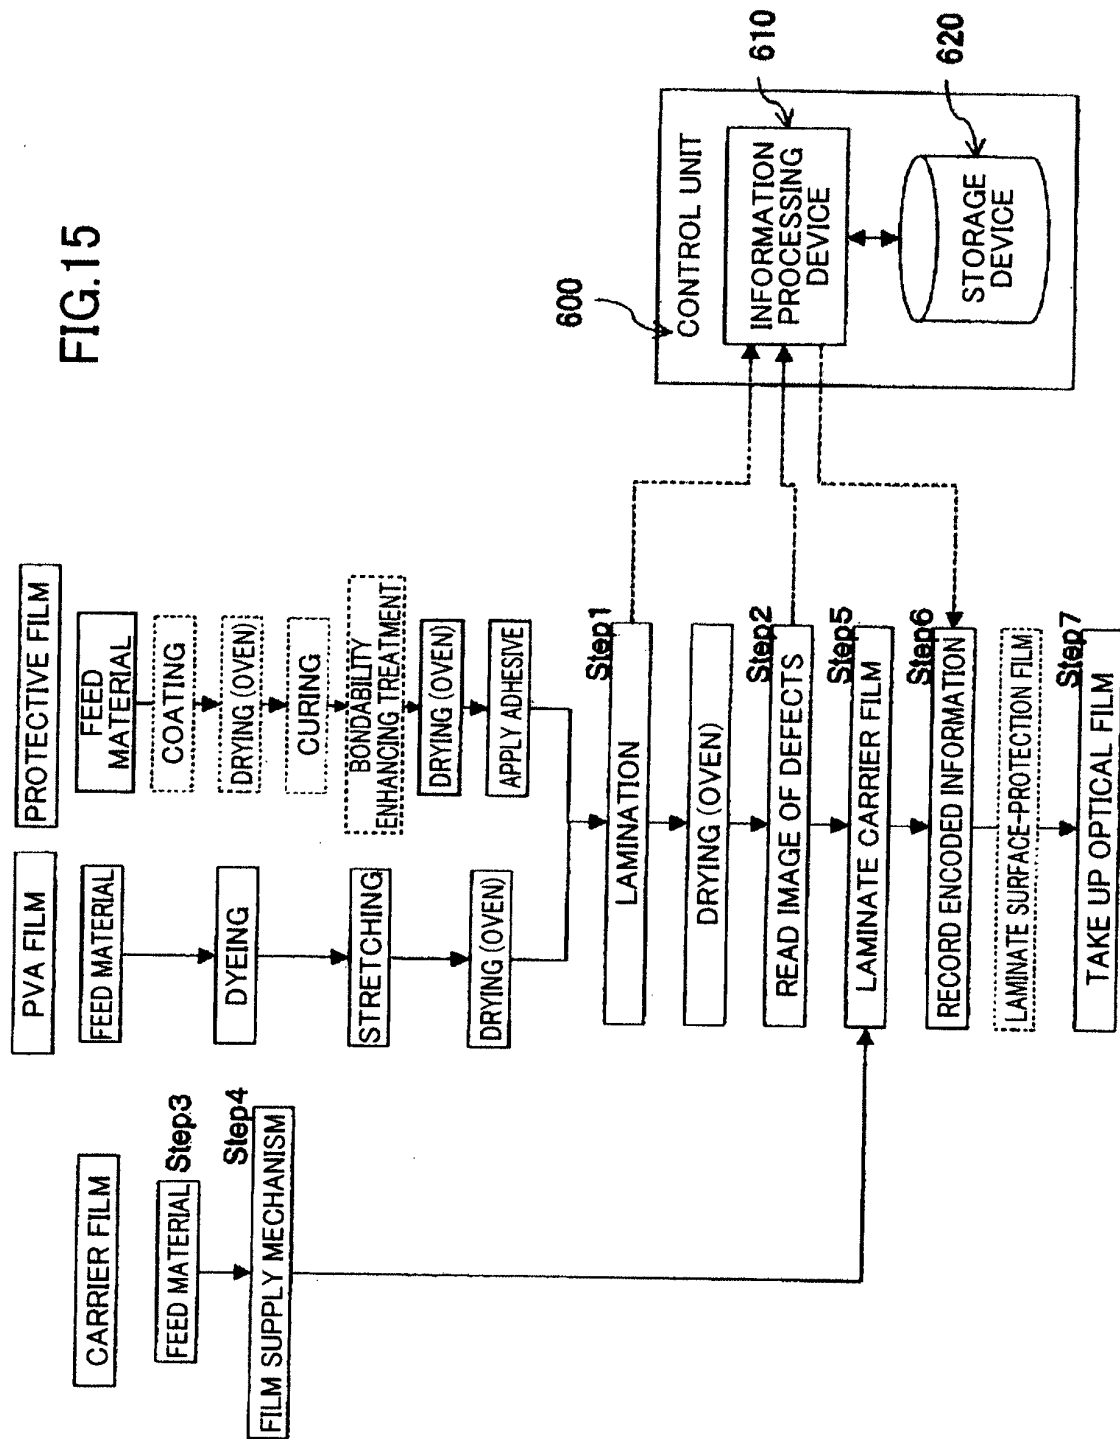 FIG.15
CARRIER FILM
FEED MATERIAL
Step3
Step4
FILM SUPPLY MECHANISM
PVA FILM
FEED MATERIAL
DYEING
STRETCHING
DRYING (OVEN)
PROTECTIVE FILM
FEED
MATERIAL
COATING
DRYING (OVEN)
CURING
BONDABILITY
ENHANCING TREATMENT
DRYING (OVEN)
APPLY ADHESIVE
Step1
LAMINATION
DRYING (OVEN)
Step2
READ IMAGE OF DEFECTS
Step5
LAMINATE CARRIER FILM
Step6
RECORD ENCODED INFORMATION
LAMINATE SURFACE-PROTECTION FILM
Step7
TAKE UP OPTICAL FILM
600
CONTROL UNIT
610
INFORMATION
PROCESSING
DEVICE
620
STORAGE
DEVICE